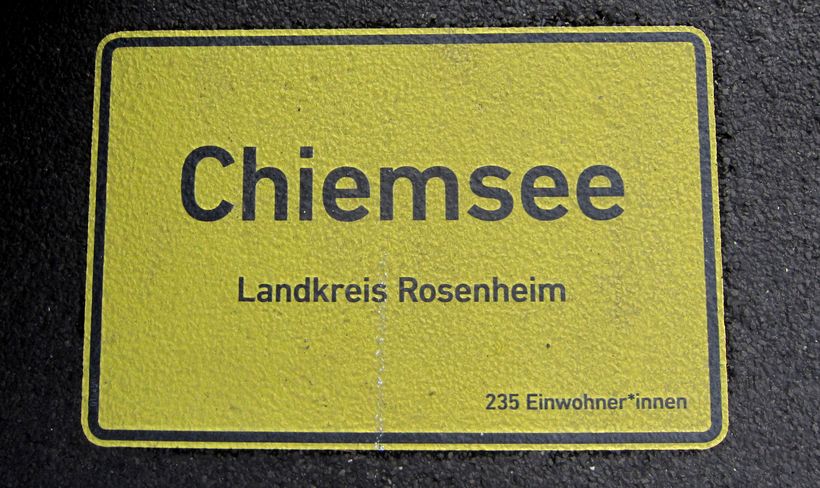 Chiemsee
Landkreis Rosenheim
235 Einwohner*innen